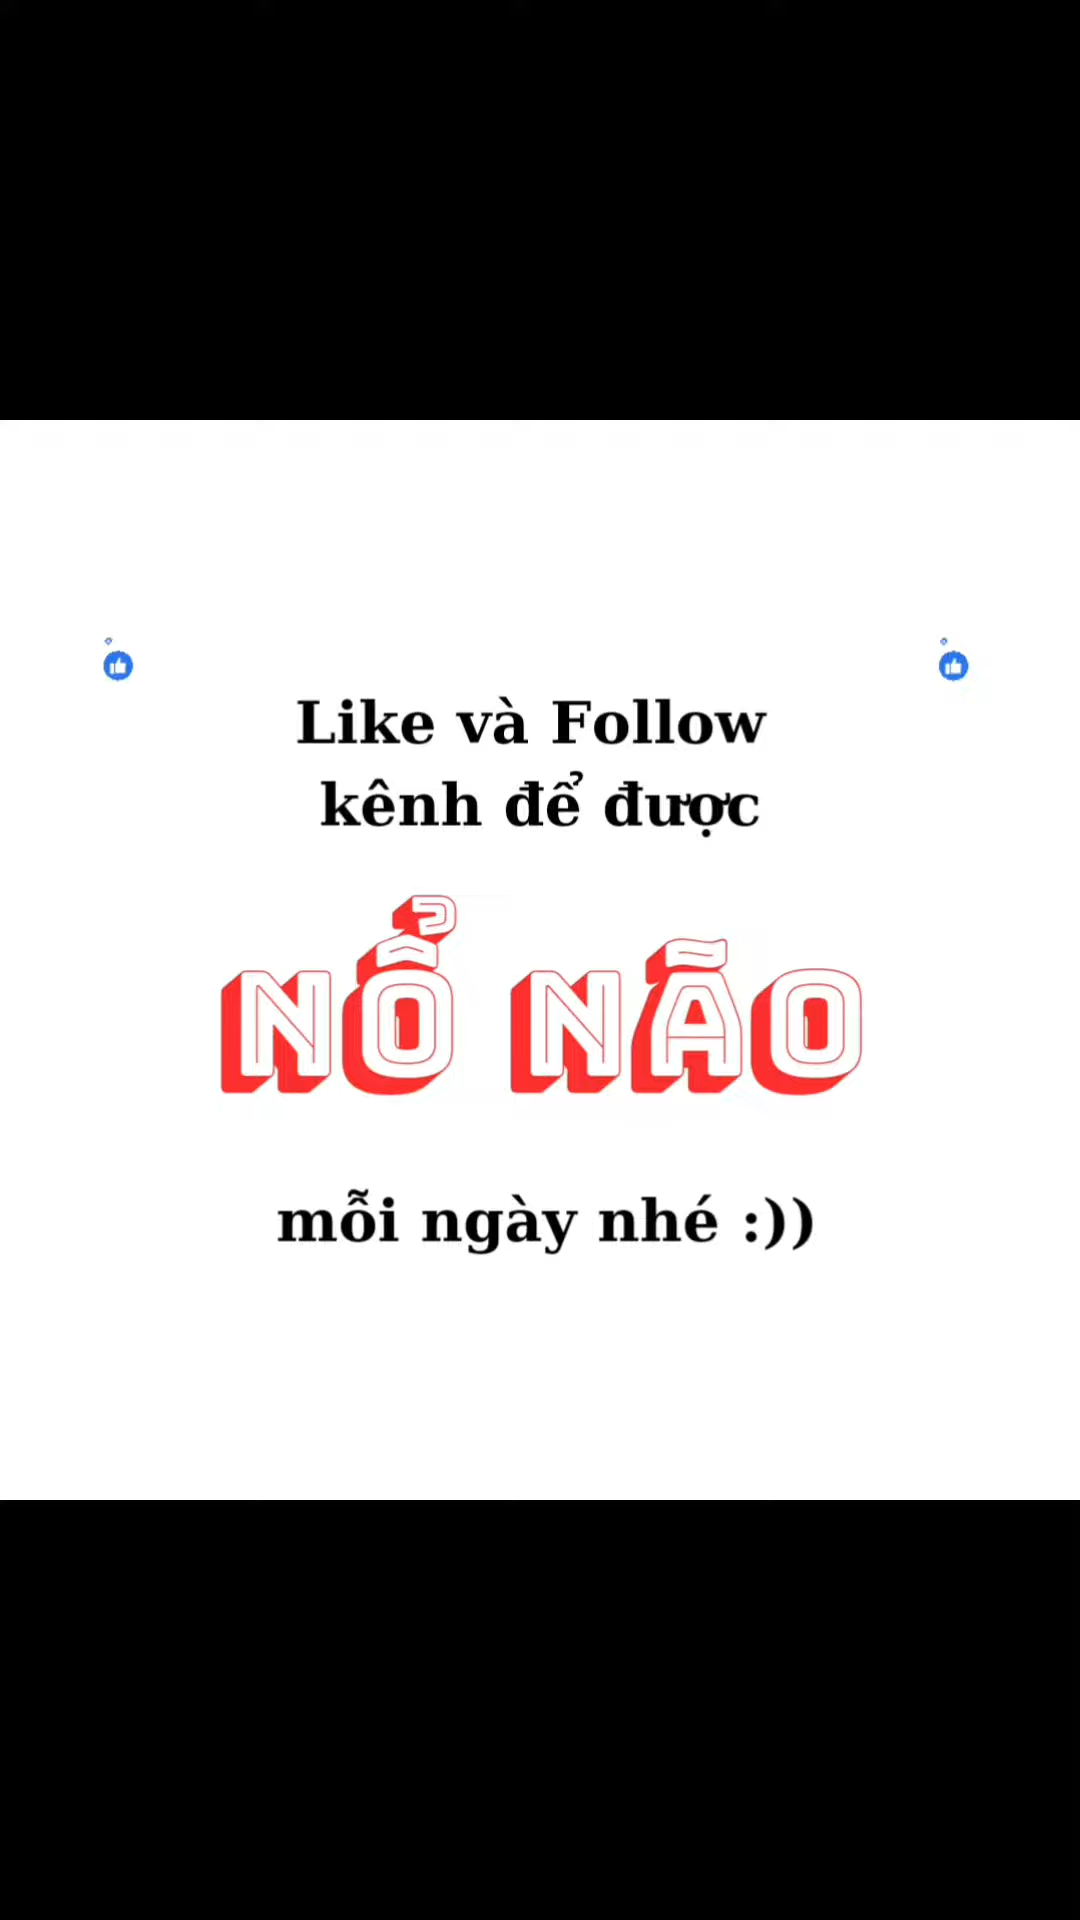 Like và Follow
kênh để được
NỔ NÃO
mỗi ngày nhé :))